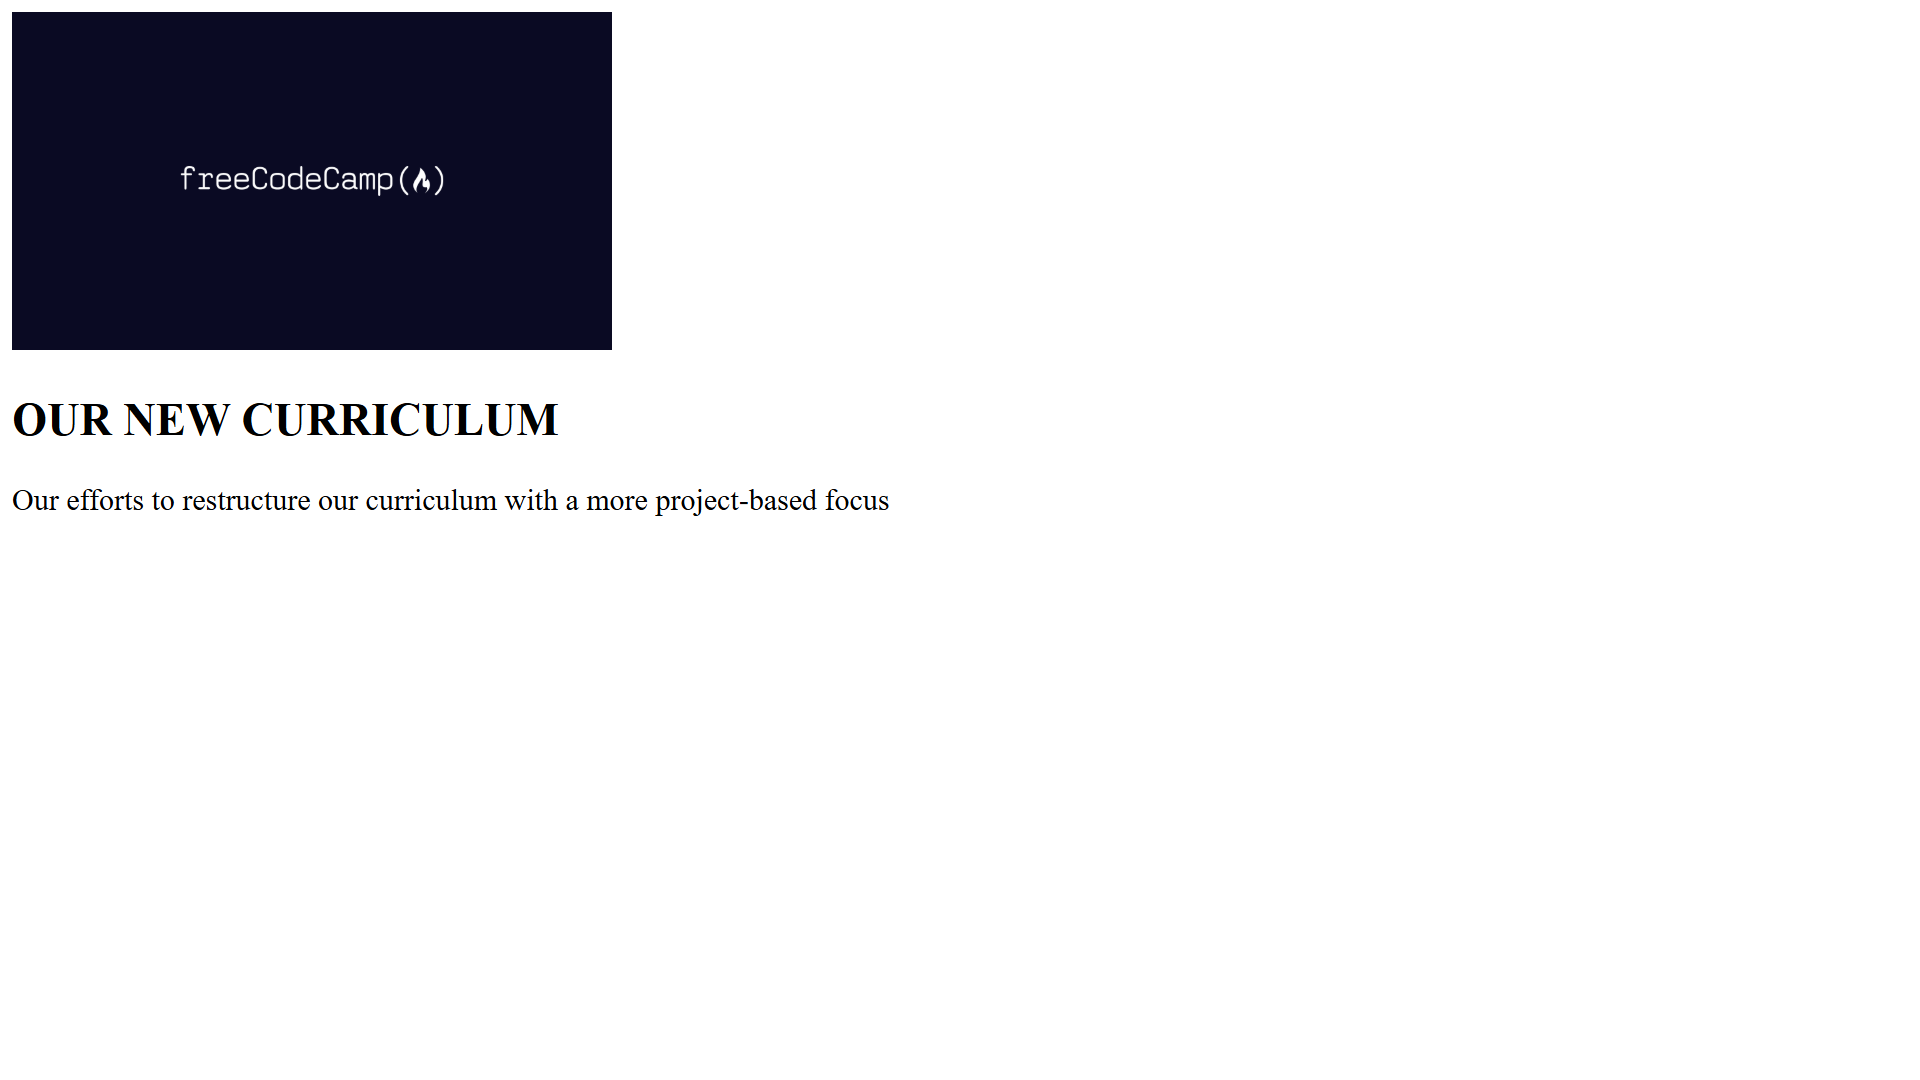 freeCodeCamp()
OUR NEW CURRICULUM
Our efforts to restructure our curriculum with a more project-based focus